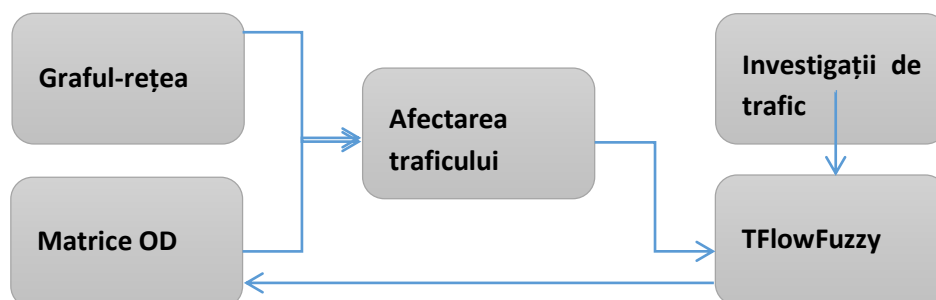 Graful-rețea
Investigații de
trafic
Afectarea
traficului
Matrice OD
TFlowFuzzy